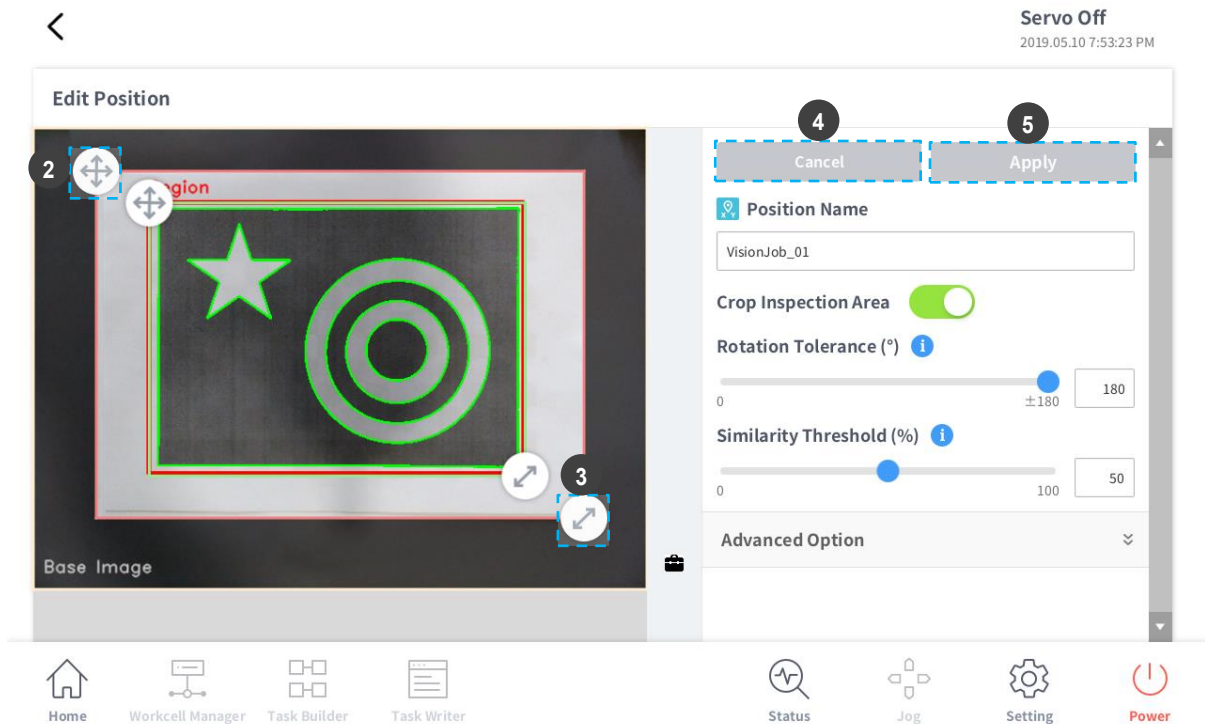 Servo Off
2019.05.10 7:53:23 PM
Edit Position
2
3
4
5
Cancel
Apply
egion
Base Image
Position Name
VisionJob_01
Crop Inspection Area
Rotation Tolerance (°) i
0 ±180 180
Similarity Threshold (%) i
0 100 50
Advanced Option
Home Workcell Manager Task Builder Task Writer Status Jog Setting Power